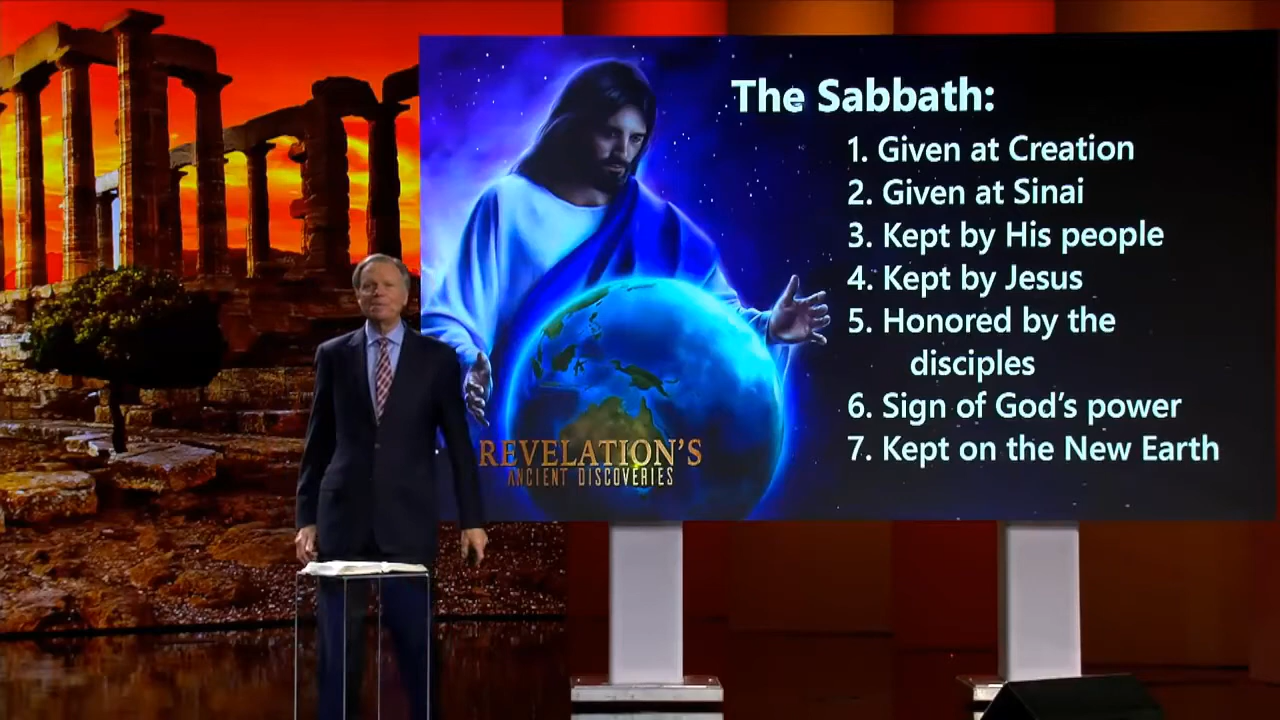 The Sabbath:
1. Given at Creation
2. Given at Sinai
3. Kept by His people
4. Kept by Jesus
5. Honored by the
disciples
6. Sign of God's power
7. Kept on the New Earth
REVELATION'S
ANCIENT DISCOVERIES